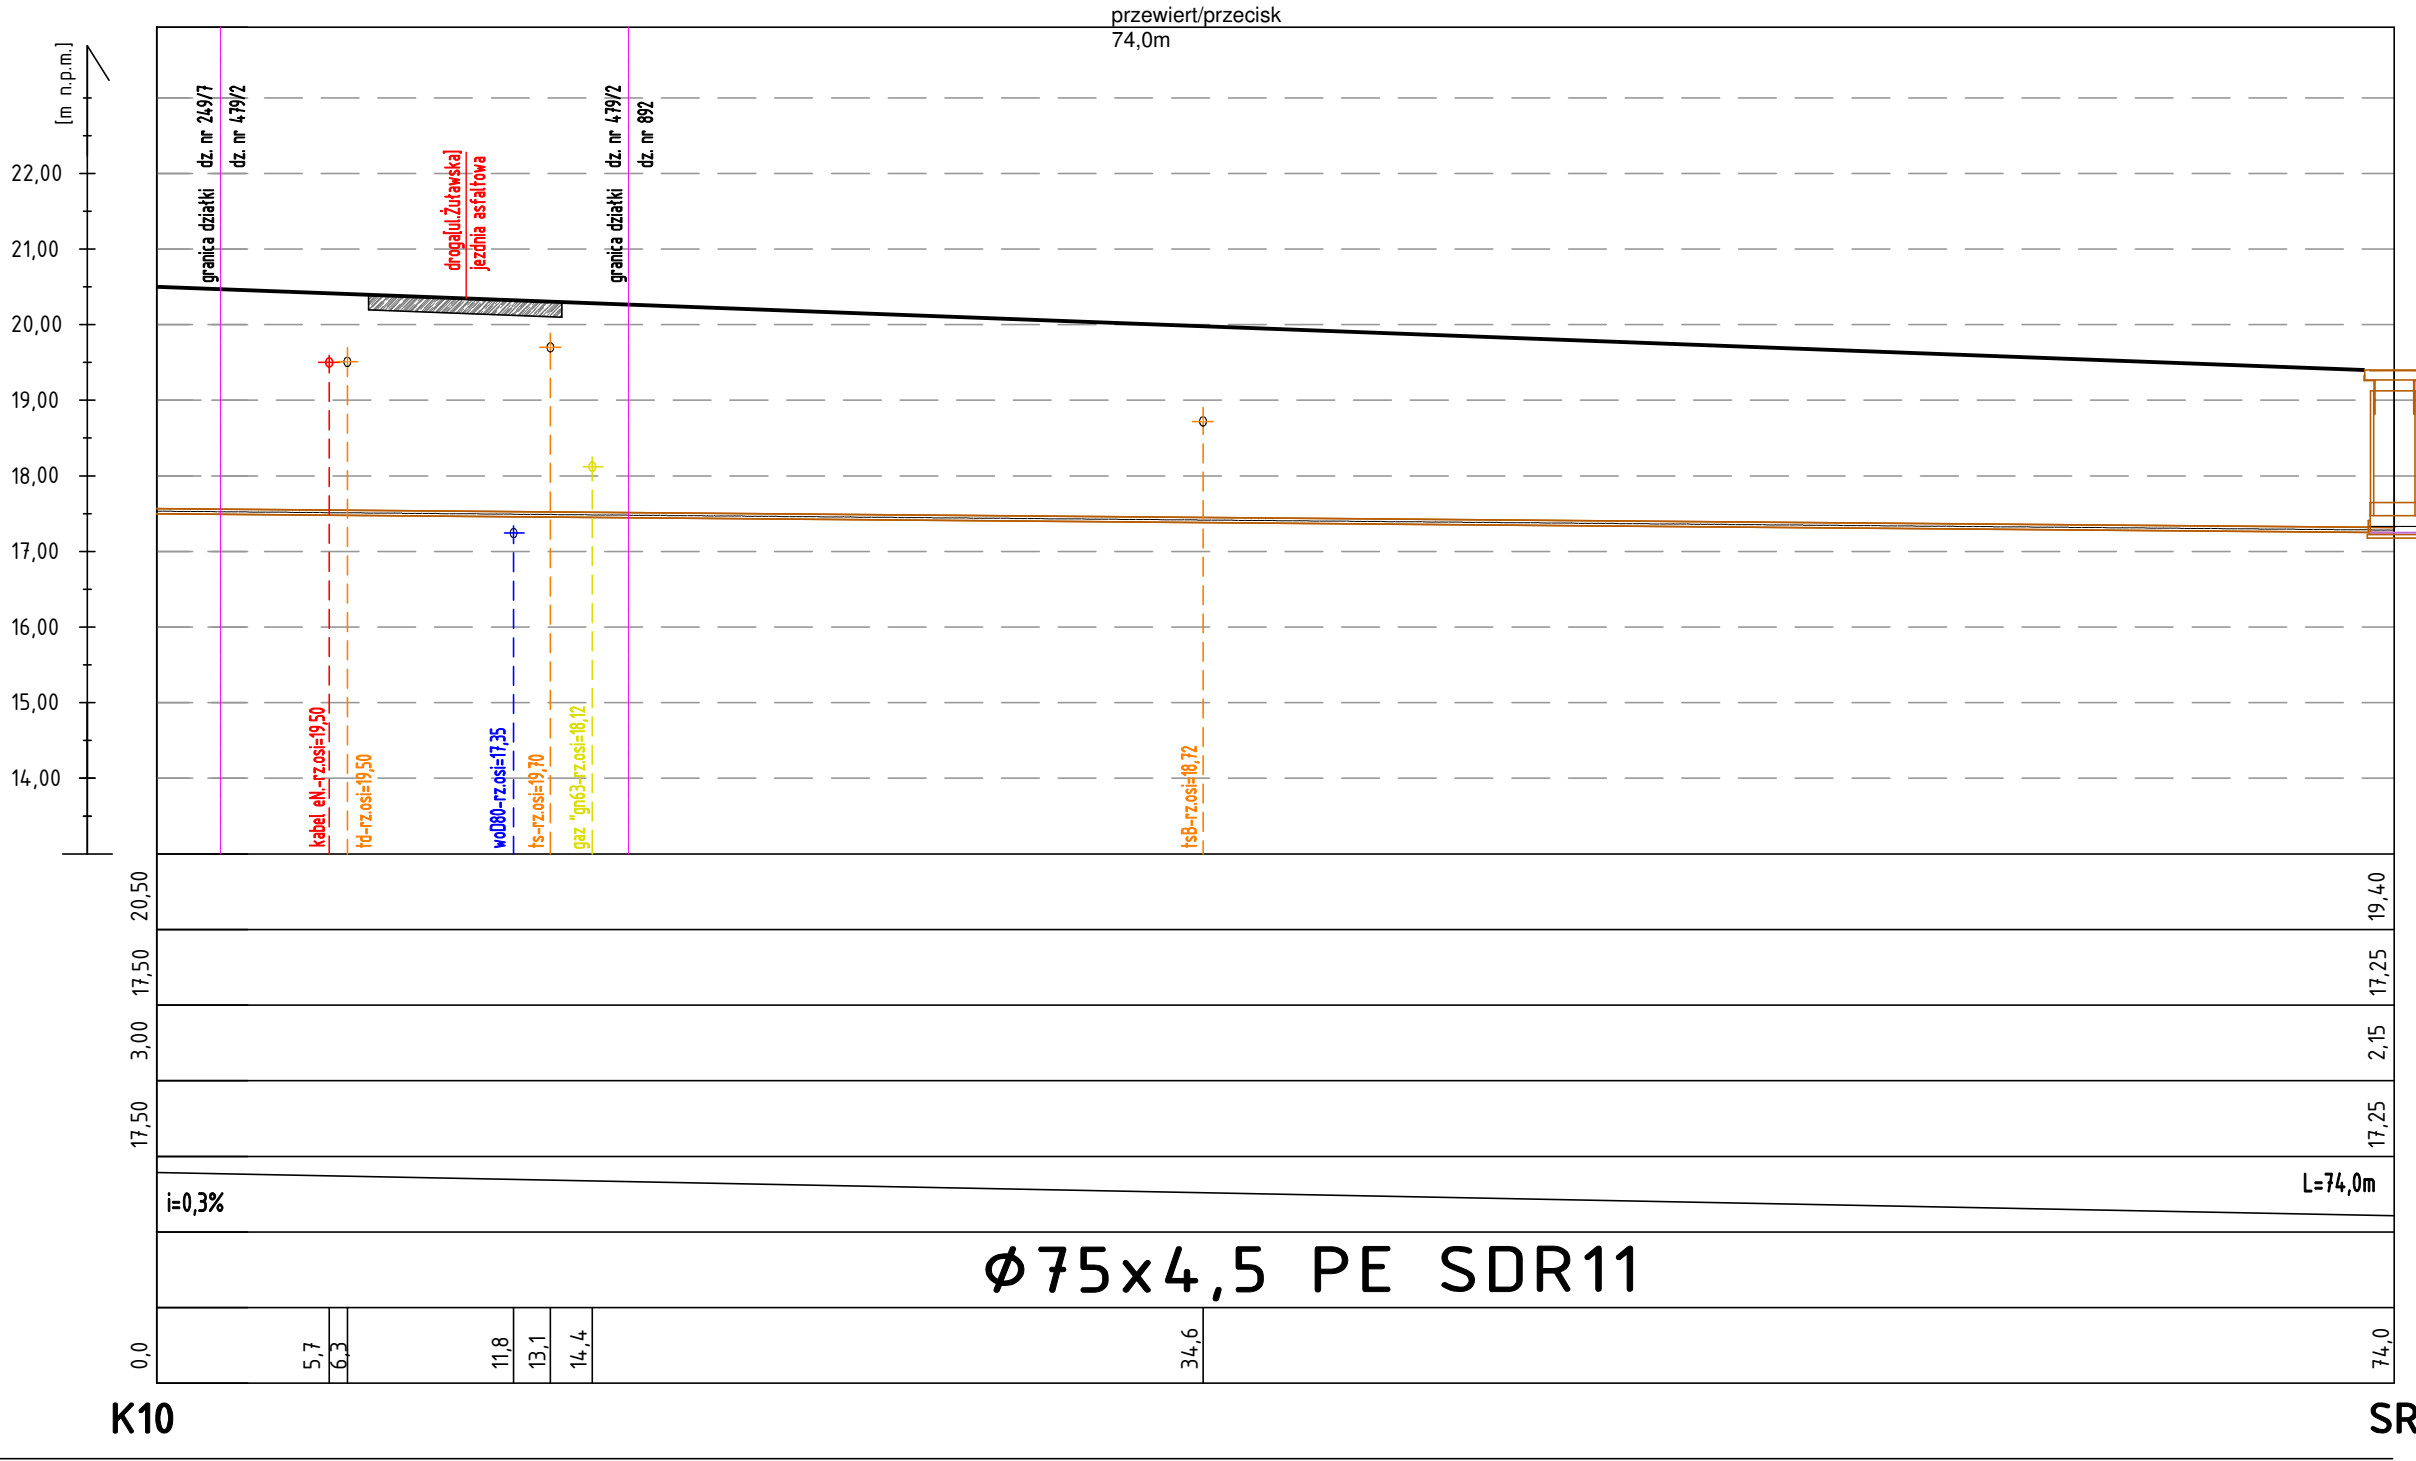 przewiert/przecisk
74,0m
[m n.p.m.]
22,00
21,00
20,00
19,00
18,00
17,00
16,00
15,00
14,00
granica działki dz. nr 249/7
dz. nr 479/2
droga[ul.Żuławska]
jezdnia asfaltowa
granica działki dz. nr 479/2
dz. nr 892
kabel eN.-rz.osi=19,50
td-rz.osi=19,50
woD80-rz.osi=17,35
ts-rz.osi=19,70
gaz "gn63-rz.osi=18,12
tsB-rz.osi=18,72
20,50 19,40
17,50 17,25
3,00 2,15
17,50 17,25
i=0,3% L=74,0m
Ø75x4,5 PE SDR11
0,0 5,7 6,3 11,8 13,1 14,4 34,6 74,0
K10 SR